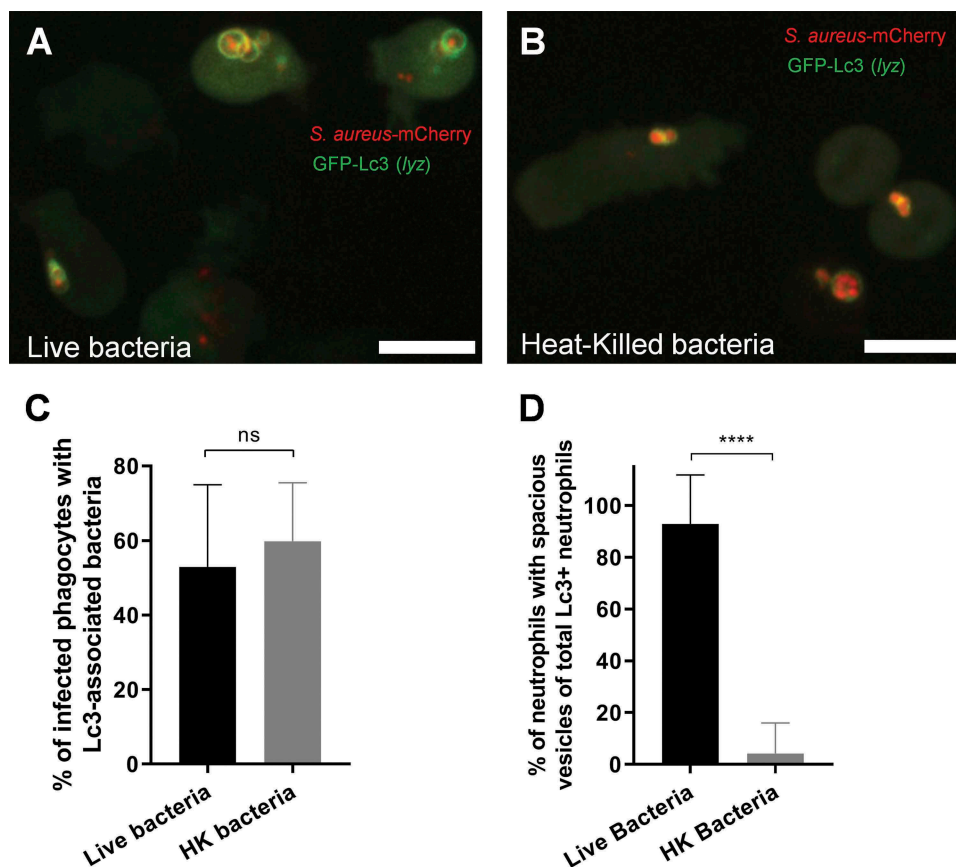 A
S. aureus-mCherry
GFP-Lc3 (lyz)
Live bacteria
B
S. aureus-mCherry
GFP-Lc3 (lyz)
Heat-Killed bacteria
C
% of infected phagocytes with
Lc3-associated bacteria
ns
80
60
40
20
0
Live bacteria
HK bacteria
D
% of neutrophils with spacious
vesicles of total Lc3+ neutrophils
****
100
80
60
40
20
0
Live Bacteria
HK Bacteria